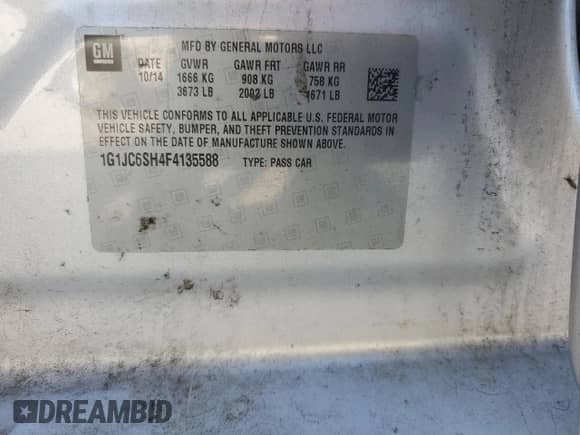 GM
MFD BY GENERAL MOTORS LLC
DATE GVWR GAWR FRT GAWR RR
10/14 1666 KG 908 KG 758 KG
3673 LB 2002 LB 1671 LB
THIS VEHICLE CONFORMS TO ALL APPLICABLE U.S. FEDERAL MOTOR
VEHICLE SAFETY, BUMPER, AND THEFT PREVENTION STANDARDS IN
EFFECT ON THE DATE OF MANUFACTURE SHOWN ABOVE.
1G1JC6SH4F4135588 TYPE: PASS CAR
DREAMBID